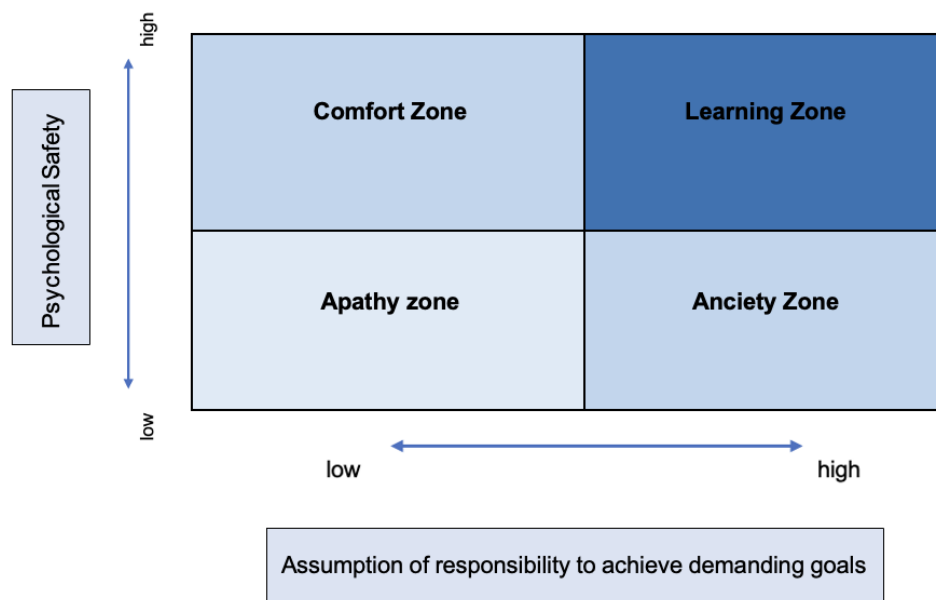 high
Comfort Zone
Learning Zone
Psychological Safety
Apathy zone
Anciety Zone
low
low
high
Assumption of responsibility to achieve demanding goals